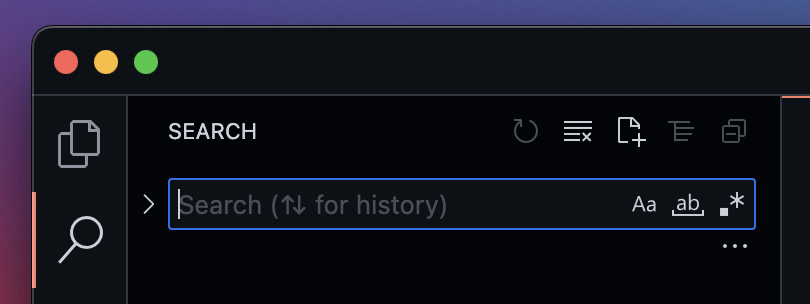 SEARCH
Search (⇅ for history) Aa ab .*
...